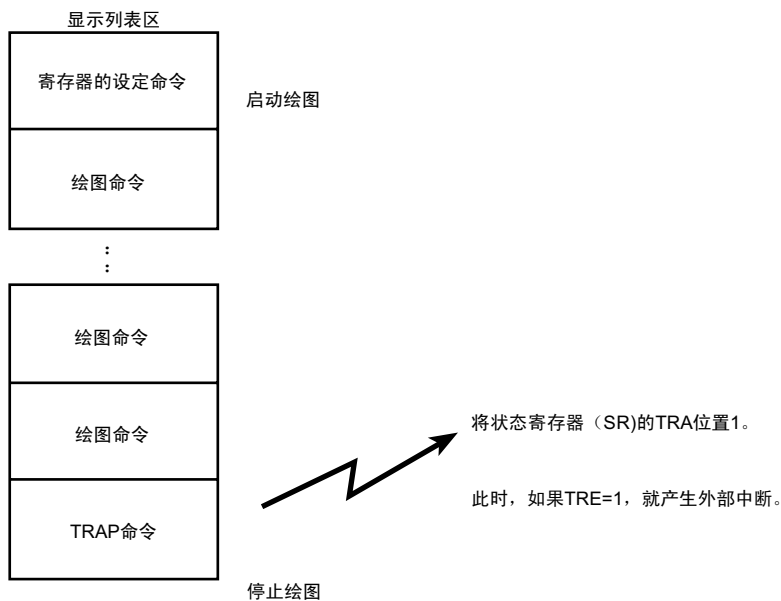 显示列表区
寄存器的设定命令
启动绘图
绘图命令
绘图命令
绘图命令
将状态寄存器（SR)的TRA位置1。
此时，如果TRE=1，就产生外部中断。
TRAP命令
停止绘图